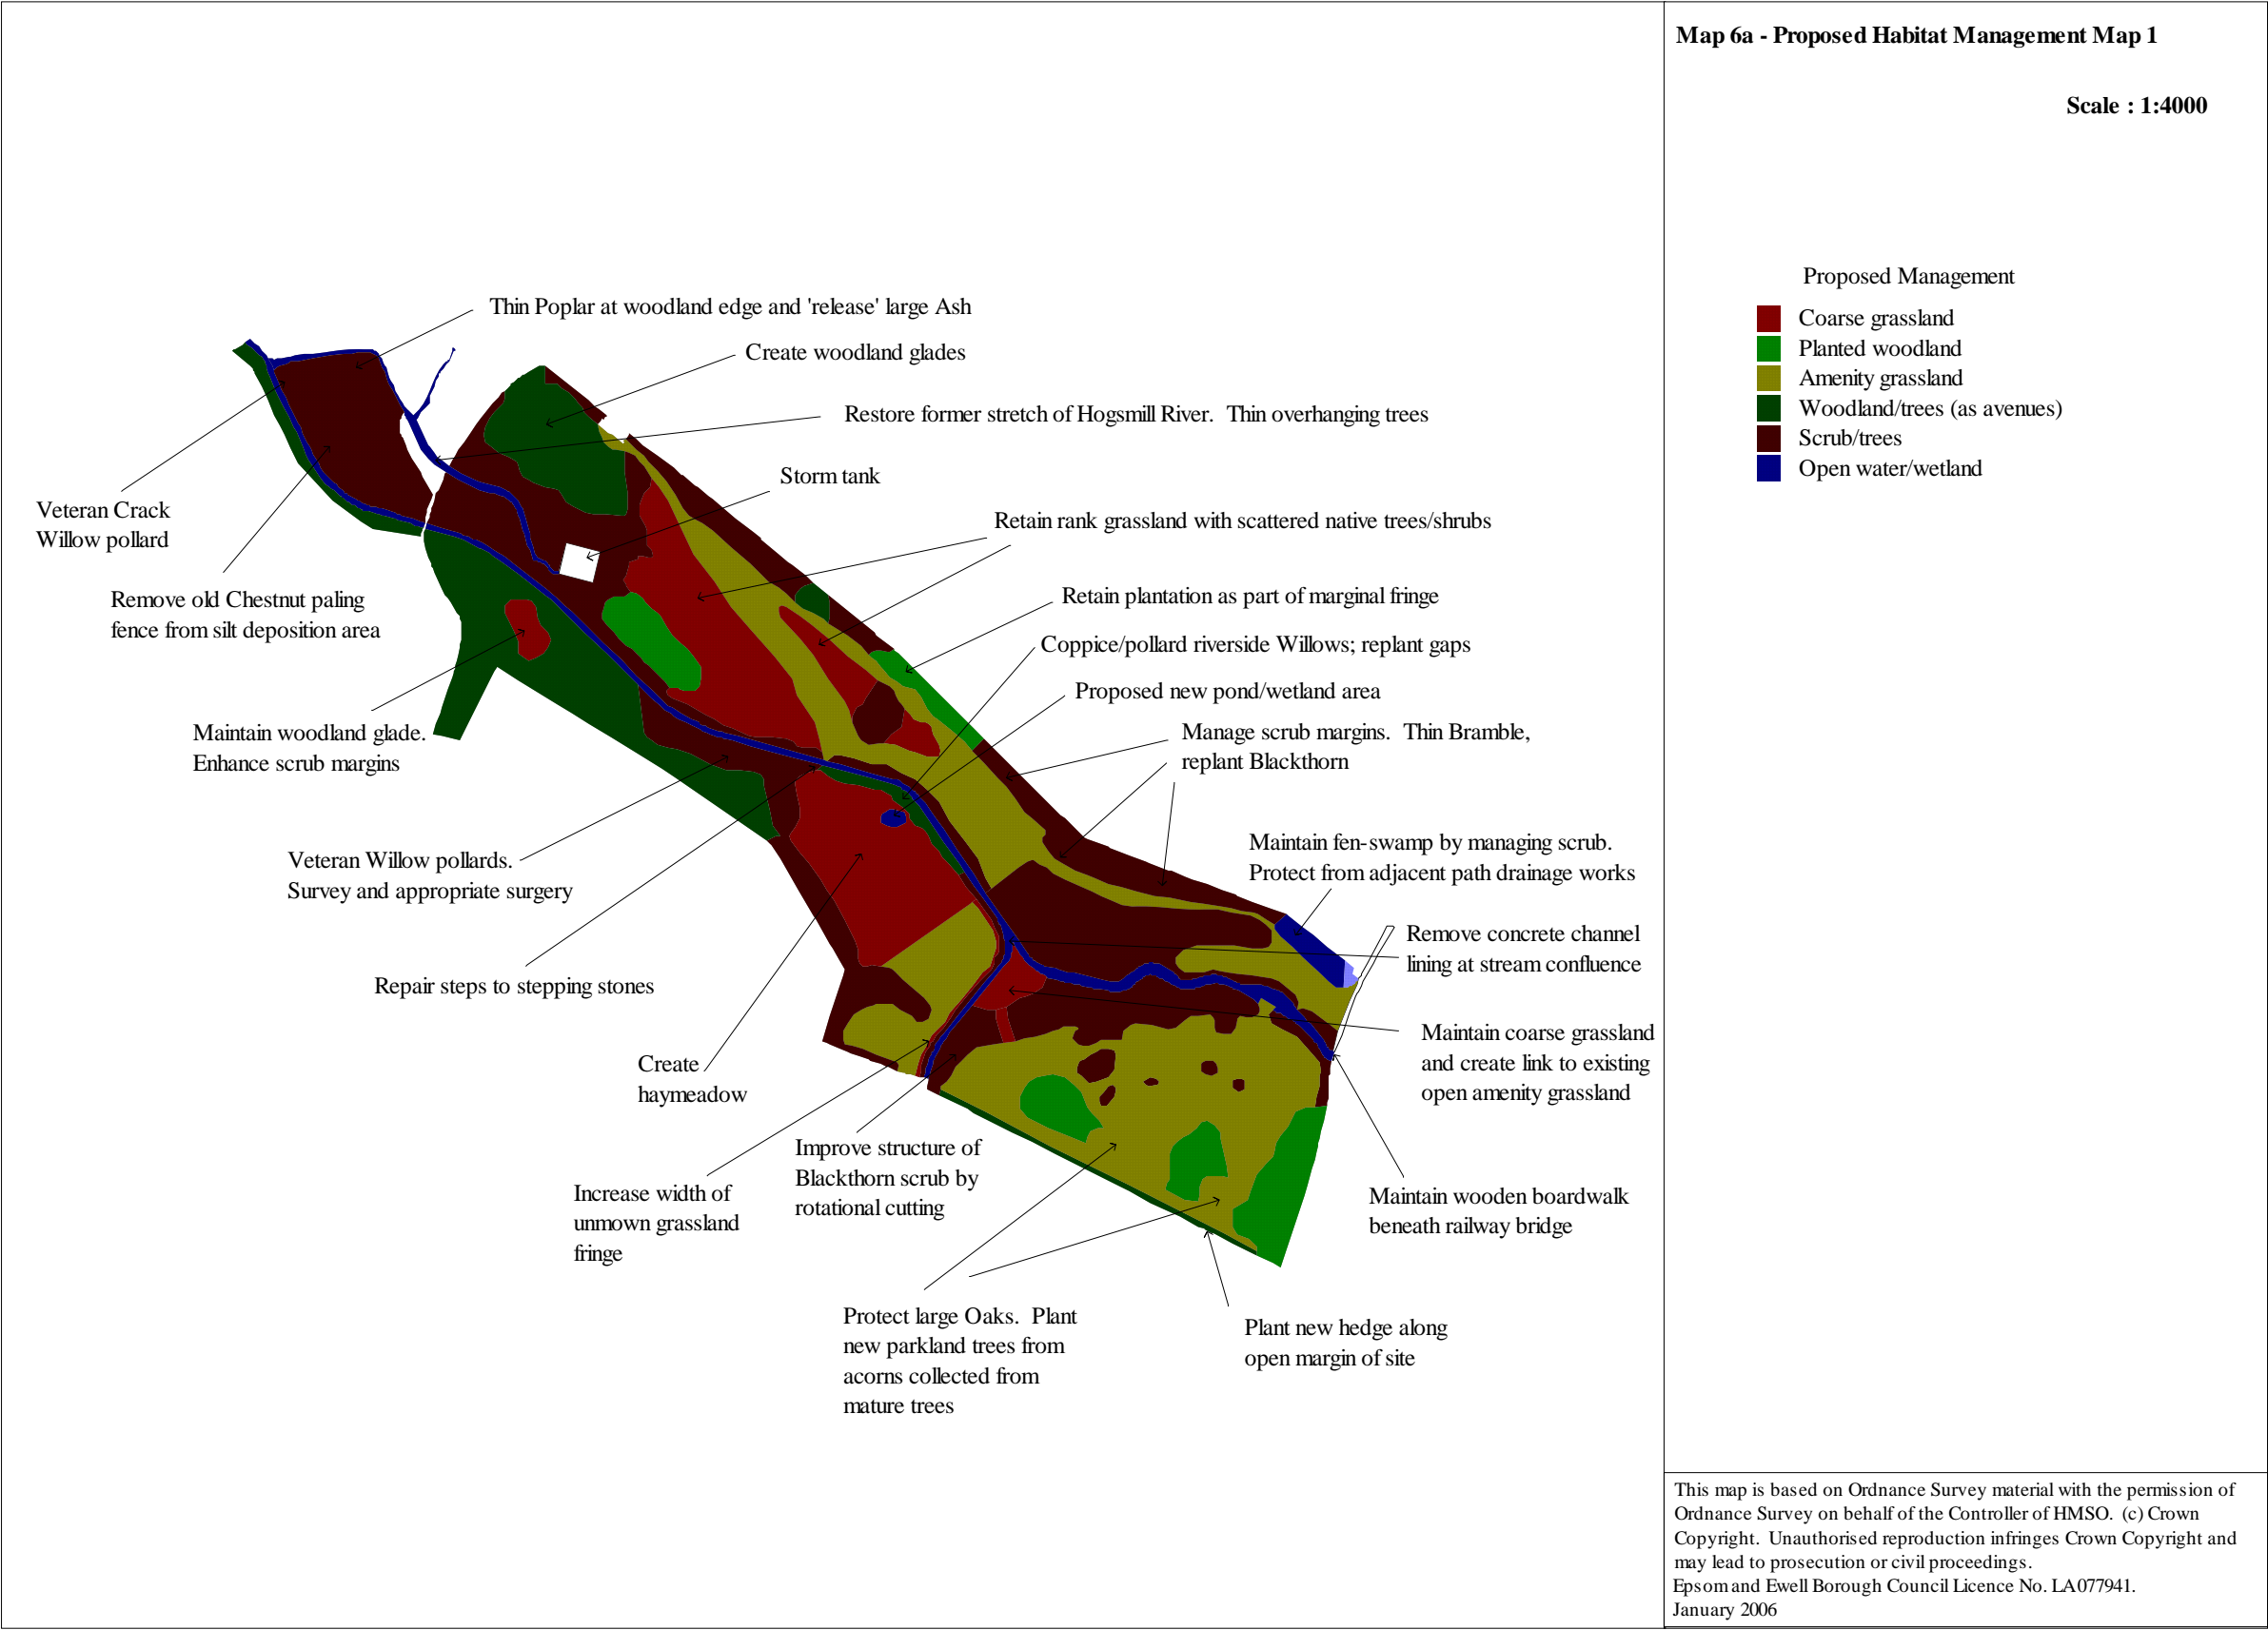 Map 6a - Proposed Habitat Management Map 1
Scale : 1:4000
Proposed Management
Coarse grassland
Planted woodland
Amenity grassland
Woodland/trees (as avenues)
Scrub/trees
Open water/wetland
Thin Poplar at woodland edge and 'release' large Ash
Create woodland glades
Restore former stretch of Hogsmill River.  Thin overhanging trees
Storm tank
Veteran Crack
Willow pollard
Retain rank grassland with scattered native trees/shrubs
Remove old Chestnut paling
fence from silt deposition area
Retain plantation as part of marginal fringe
Coppice/pollard riverside Willows; replant gaps
Proposed new pond/wetland area
Maintain woodland glade.
Enhance scrub margins
Manage scrub margins.  Thin Bramble,
replant Blackthorn
Veteran Willow pollards.
Survey and appropriate surgery
Maintain fen-swamp by managing scrub.
Protect from adjacent path drainage works
Remove concrete channel
lining at stream confluence
Repair steps to stepping stones
Maintain coarse grassland
and create link to existing
open amenity grassland
Create
haymeadow
Improve structure of
Blackthorn scrub by
rotational cutting
Increase width of
unmown grassland
fringe
Maintain wooden boardwalk
beneath railway bridge
Protect large Oaks.  Plant
new parkland trees from
acorns collected from
mature trees
Plant new hedge along
open margin of site
This map is based on Ordnance Survey material with the permission of
Ordnance Survey on behalf of the Controller of HMSO.  (c) Crown
Copyright.  Unauthorised reproduction infringes Crown Copyright and
may lead to prosecution or civil proceedings.
Epsom and Ewell Borough Council Licence No. LA077941.
January 2006